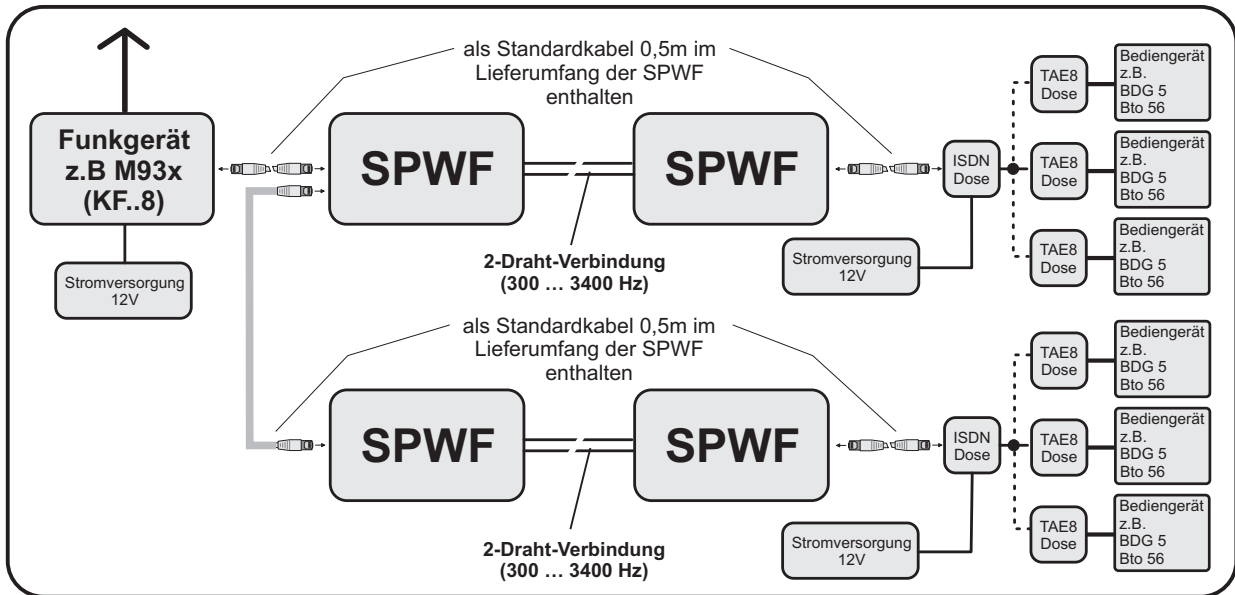 als Standardkabel 0,5m im
Lieferumfang der SPWF
enthalten
Funkgerät
z.B M93x
(KF..8)
SPWF
SPWF
ISDN
Dose
TAE8
Dose
Bediengerät
z.B.
BDG 5
Bto 56
TAE8
Dose
Bediengerät
z.B.
BDG 5
Bto 56
TAE8
Dose
Bediengerät
z.B.
BDG 5
Bto 56
Stromversorgung
12V
2-Draht-Verbindung
(300 ... 3400 Hz)
Stromversorgung
12V
als Standardkabel 0,5m im
Lieferumfang der SPWF
enthalten
SPWF
SPWF
ISDN
Dose
TAE8
Dose
Bediengerät
z.B.
BDG 5
Bto 56
TAE8
Dose
Bediengerät
z.B.
BDG 5
Bto 56
TAE8
Dose
Bediengerät
z.B.
BDG 5
Bto 56
2-Draht-Verbindung
(300 ... 3400 Hz)
Stromversorgung
12V